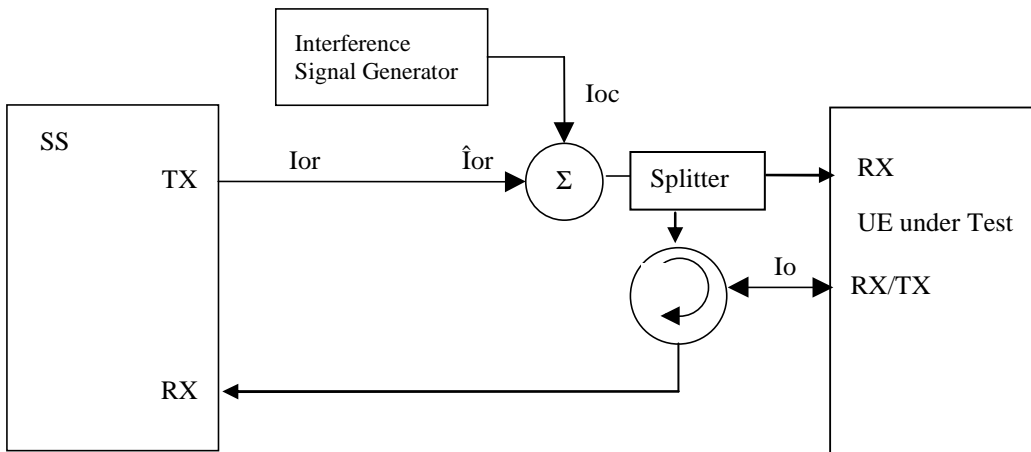 Interference
Signal Generator
Ioc
SS
TX
Ior
Îor
Σ
Splitter
RX
UE under Test
Io
RX/TX
RX